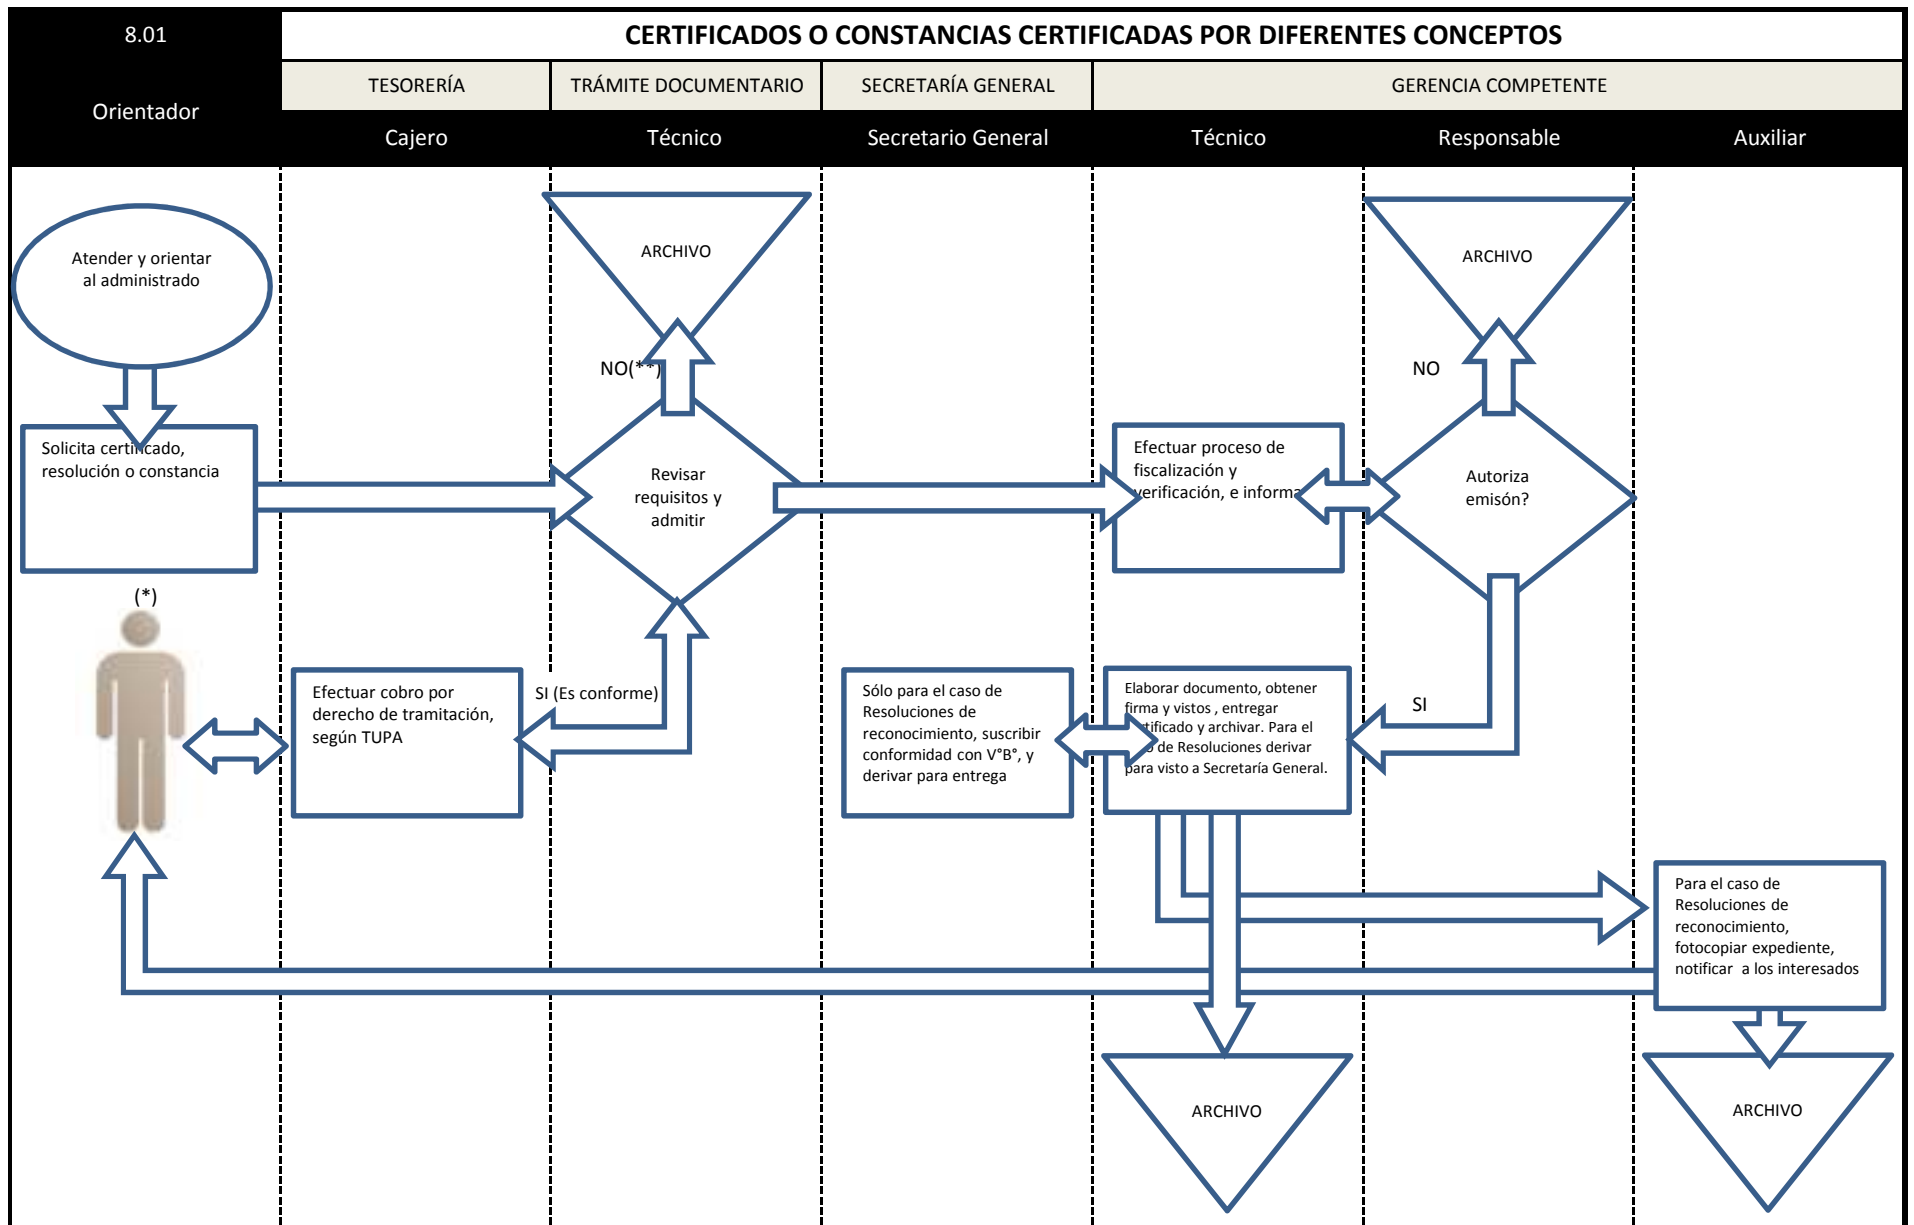 8.01
CERTIFICADOS O CONSTANCIAS CERTIFICADAS POR DIFERENTES CONCEPTOS
Orientador
TESORERÍA
TRÁMITE DOCUMENTARIO
SECRETARÍA GENERAL
GERENCIA COMPETENTE
Cajero
Técnico
Secretario General
Técnico
Responsable
Auxiliar
Atender y orientar
al administrado
ARCHIVO
ARCHIVO
NO(**)
NO
Solicita certificado,
resolución o constancia
Revisar
requisitos y
admitir
Efectuar proceso de
fiscalización y
verificación, e informa
Autoriza
emisón?
(*)
Efectuar cobro por
derecho de tramitación,
según TUPA
SI (Es conforme)
Sólo para el caso de
Resoluciones de
reconocimiento, suscribir
conformidad con V°B°, y
derivar para entrega
Elaborar documento, obtener
firma y vistos , entregar
certificado y archivar. Para el
de Resoluciones derivar
para visto a Secretaría General.
SI
Para el caso de
Resoluciones de
reconocimiento,
fotocopiar expediente,
notificar  a los interesados
ARCHIVO
ARCHIVO